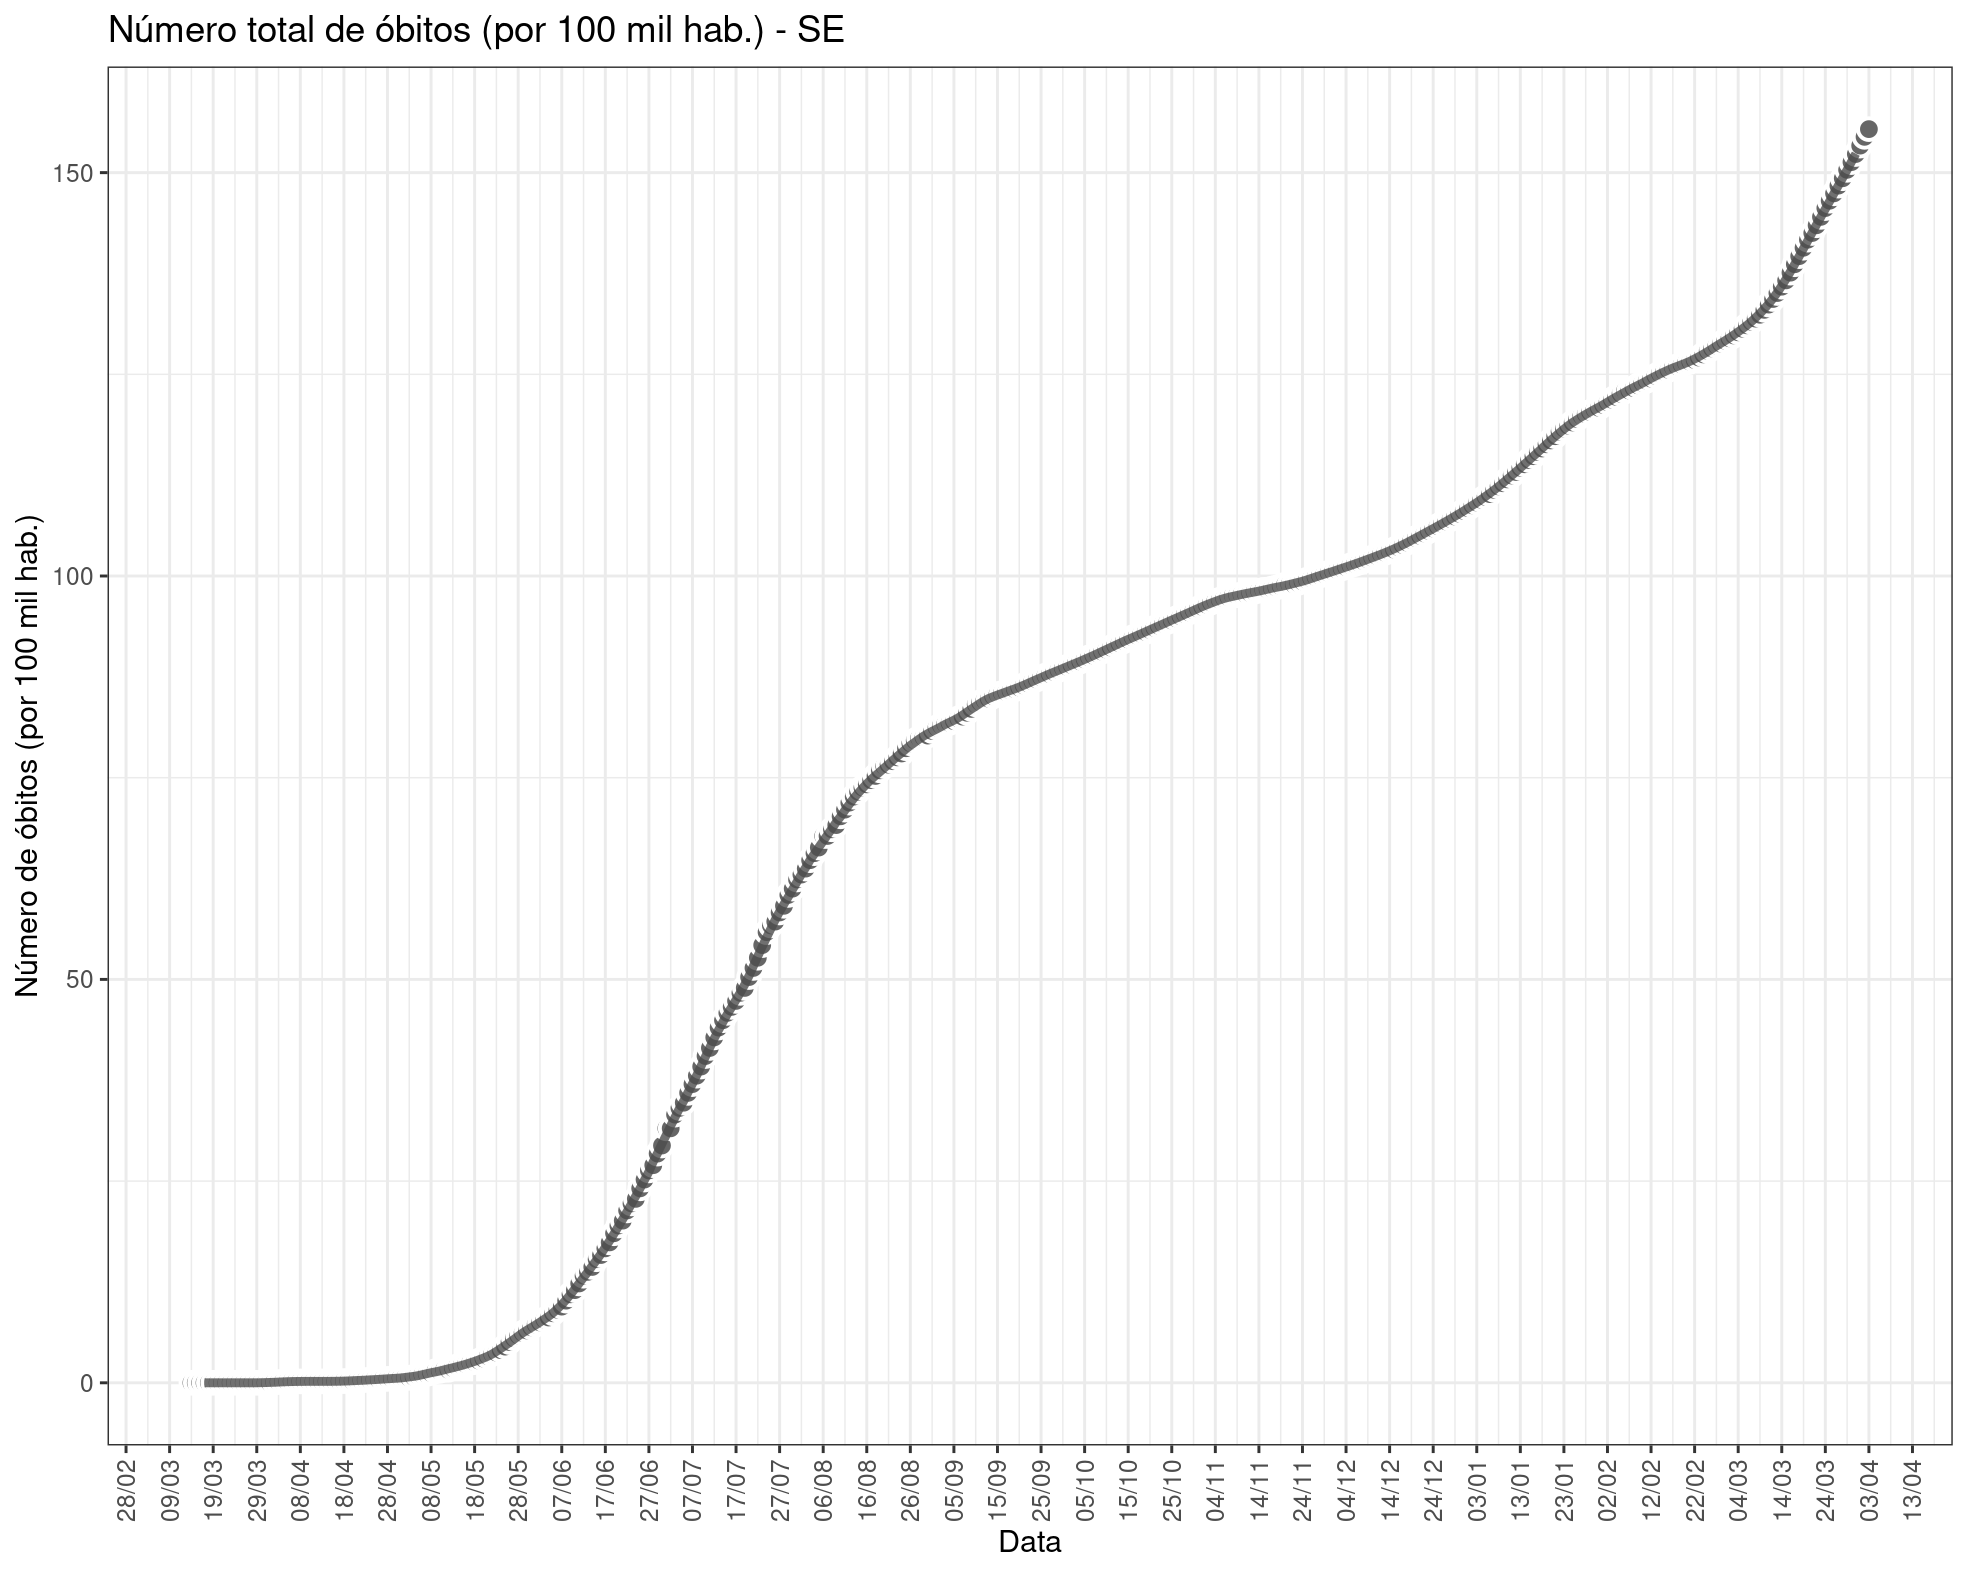 Número total de óbitos (por 100 mil hab.) - SE
Número de óbitos (por 100 mil hab.)
150
100
50
0
28/02 09/03 19/03 29/03 08/04 18/04 28/04 08/05 18/05 28/05 07/06 17/06 27/06 07/07 17/07 27/07 06/08 16/08 26/08 05/09 15/09 25/09 05/10 15/10 25/10 04/11 14/11 24/11 04/12 14/12 24/12 03/01 13/01 23/01 02/02 12/02 22/02 04/03 14/03 24/03 03/04 13/04
Data